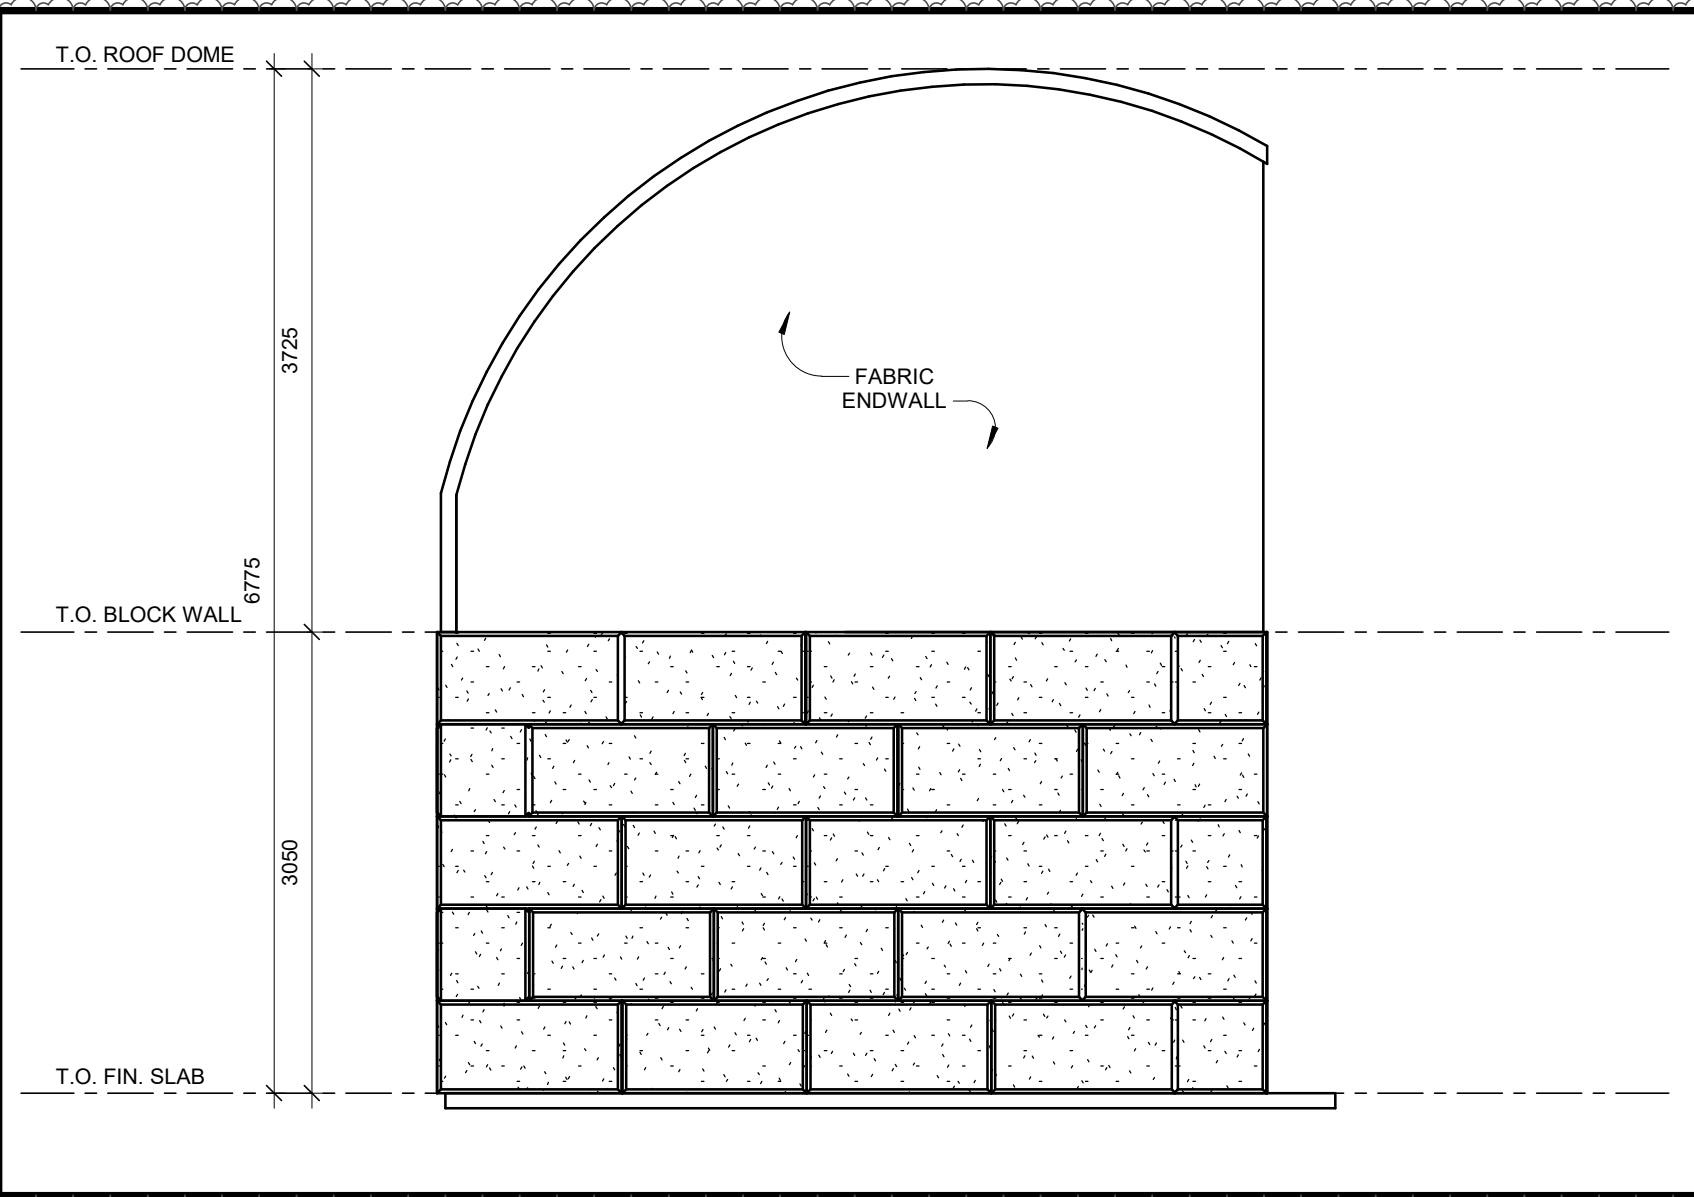 T.O. ROOF DOME
3725
FABRIC
ENDWALL
6775
T.O. BLOCK WALL
3050
T.O. FIN. SLAB